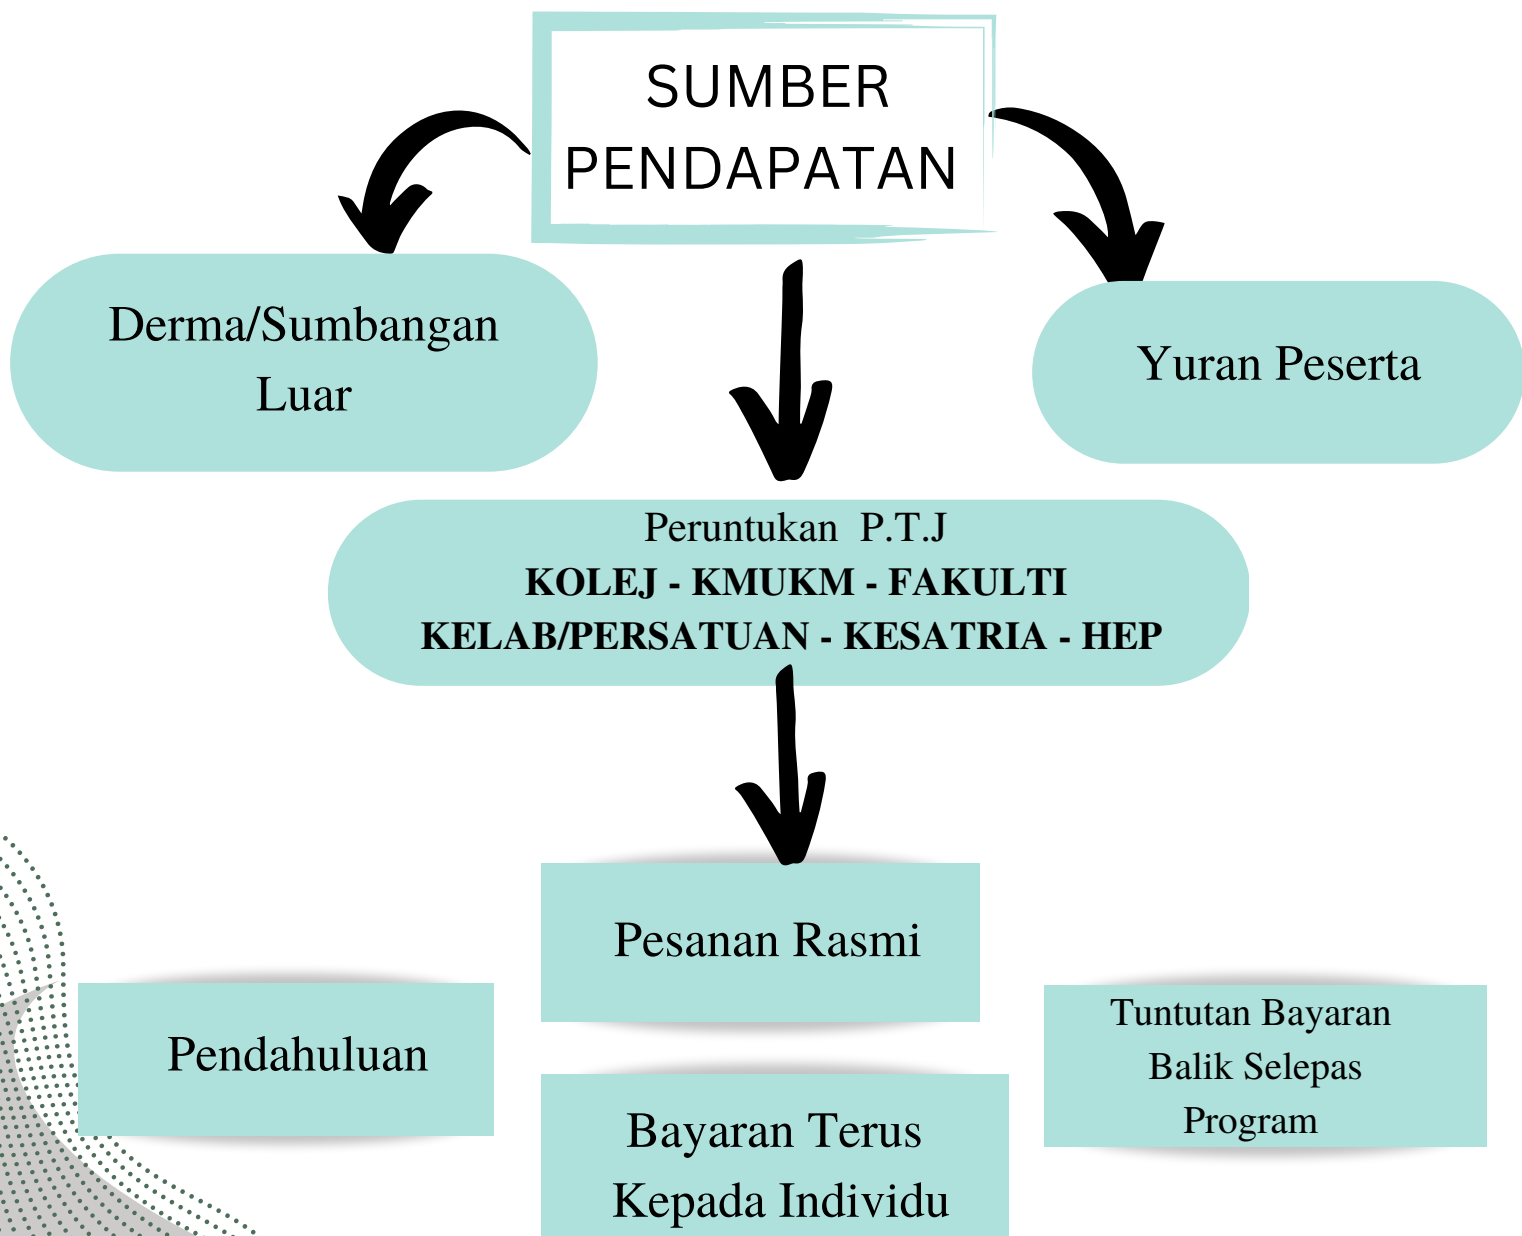 SUMBER
PENDAPATAN
Derma/Sumbangan
Luar
Yuran Peserta
Peruntukan P.T.J
KOLEJ - KMUKM - FAKULTI
KELAB/PERSATUAN - KESATRIA - HEP
Pesanan Rasmi
Pendahuluan
Tuntutan Bayaran
Balik Selepas
Program
Bayaran Terus
Kepada Individu